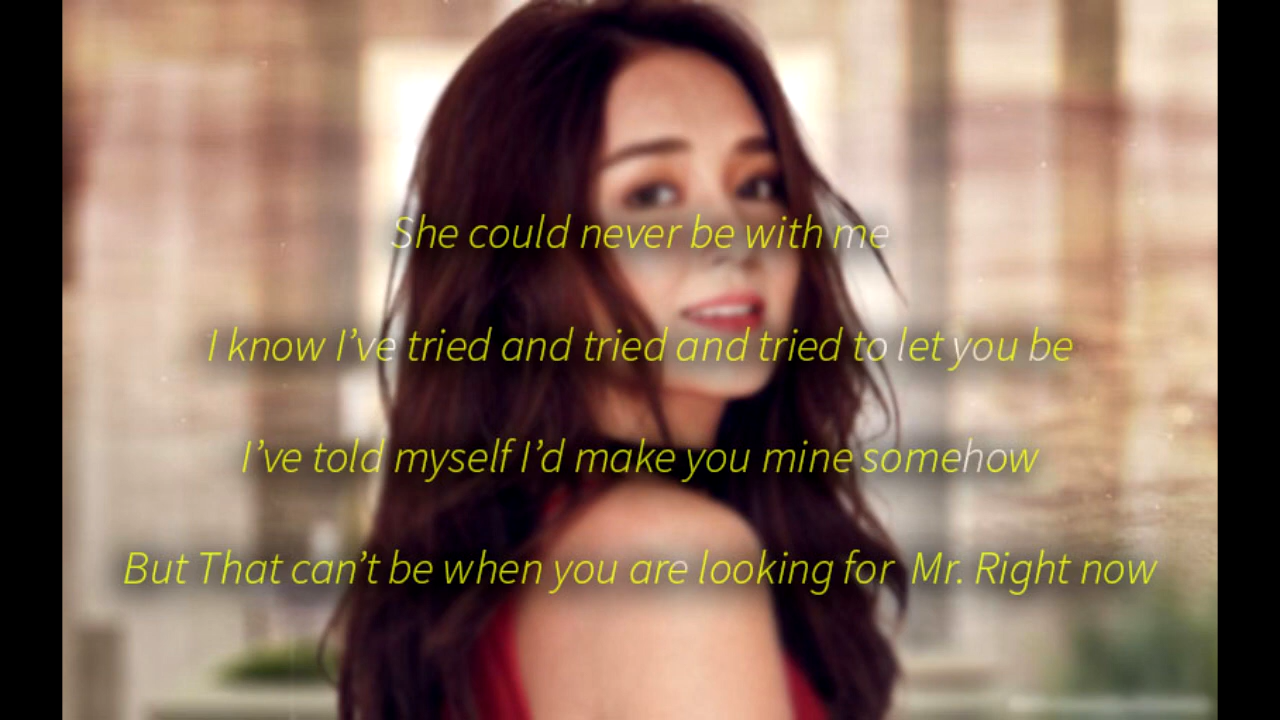 She could never be with me
I know I’ve tried and tried and tried to let you be
I’ve told myself I’d make you mine somehow
But That can’t be when you are looking for Mr. Right now